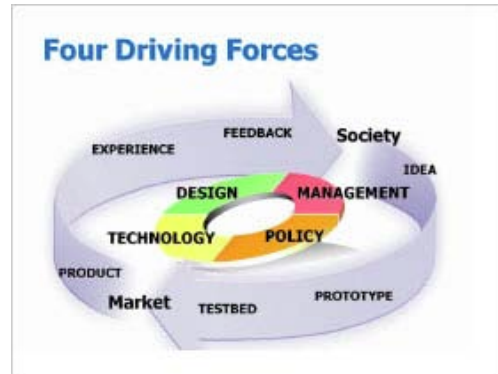 Four Driving Forces
Society
FEEDBACK
EXPERIENCE
IDEA
DESIGN
MANAGEMENT
TECHNOLOGY
POLICY
PRODUCT
Market
TESTBED
PROTOTYPE